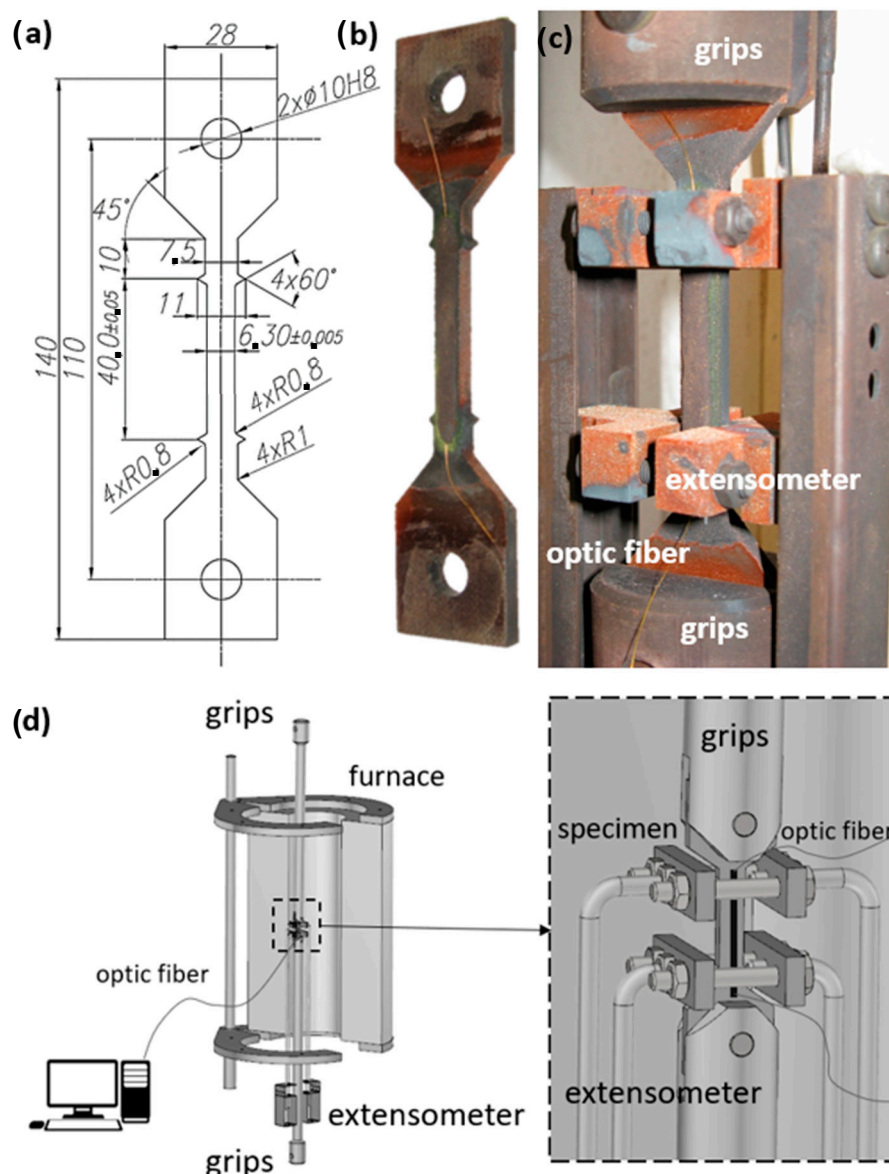 (a)
28
2xø10H8
45°
10
7.5
4x60°
11
140
110
40.0±0.05
6.30±0.005
4xR0.8
4xR0.8
4xR1
(b)
(c)
grips
extensometer
optic fiber
grips
(d)
grips
furnace
optic fiber
extensometer
grips
grips
specimen
optic fiber
extensometer